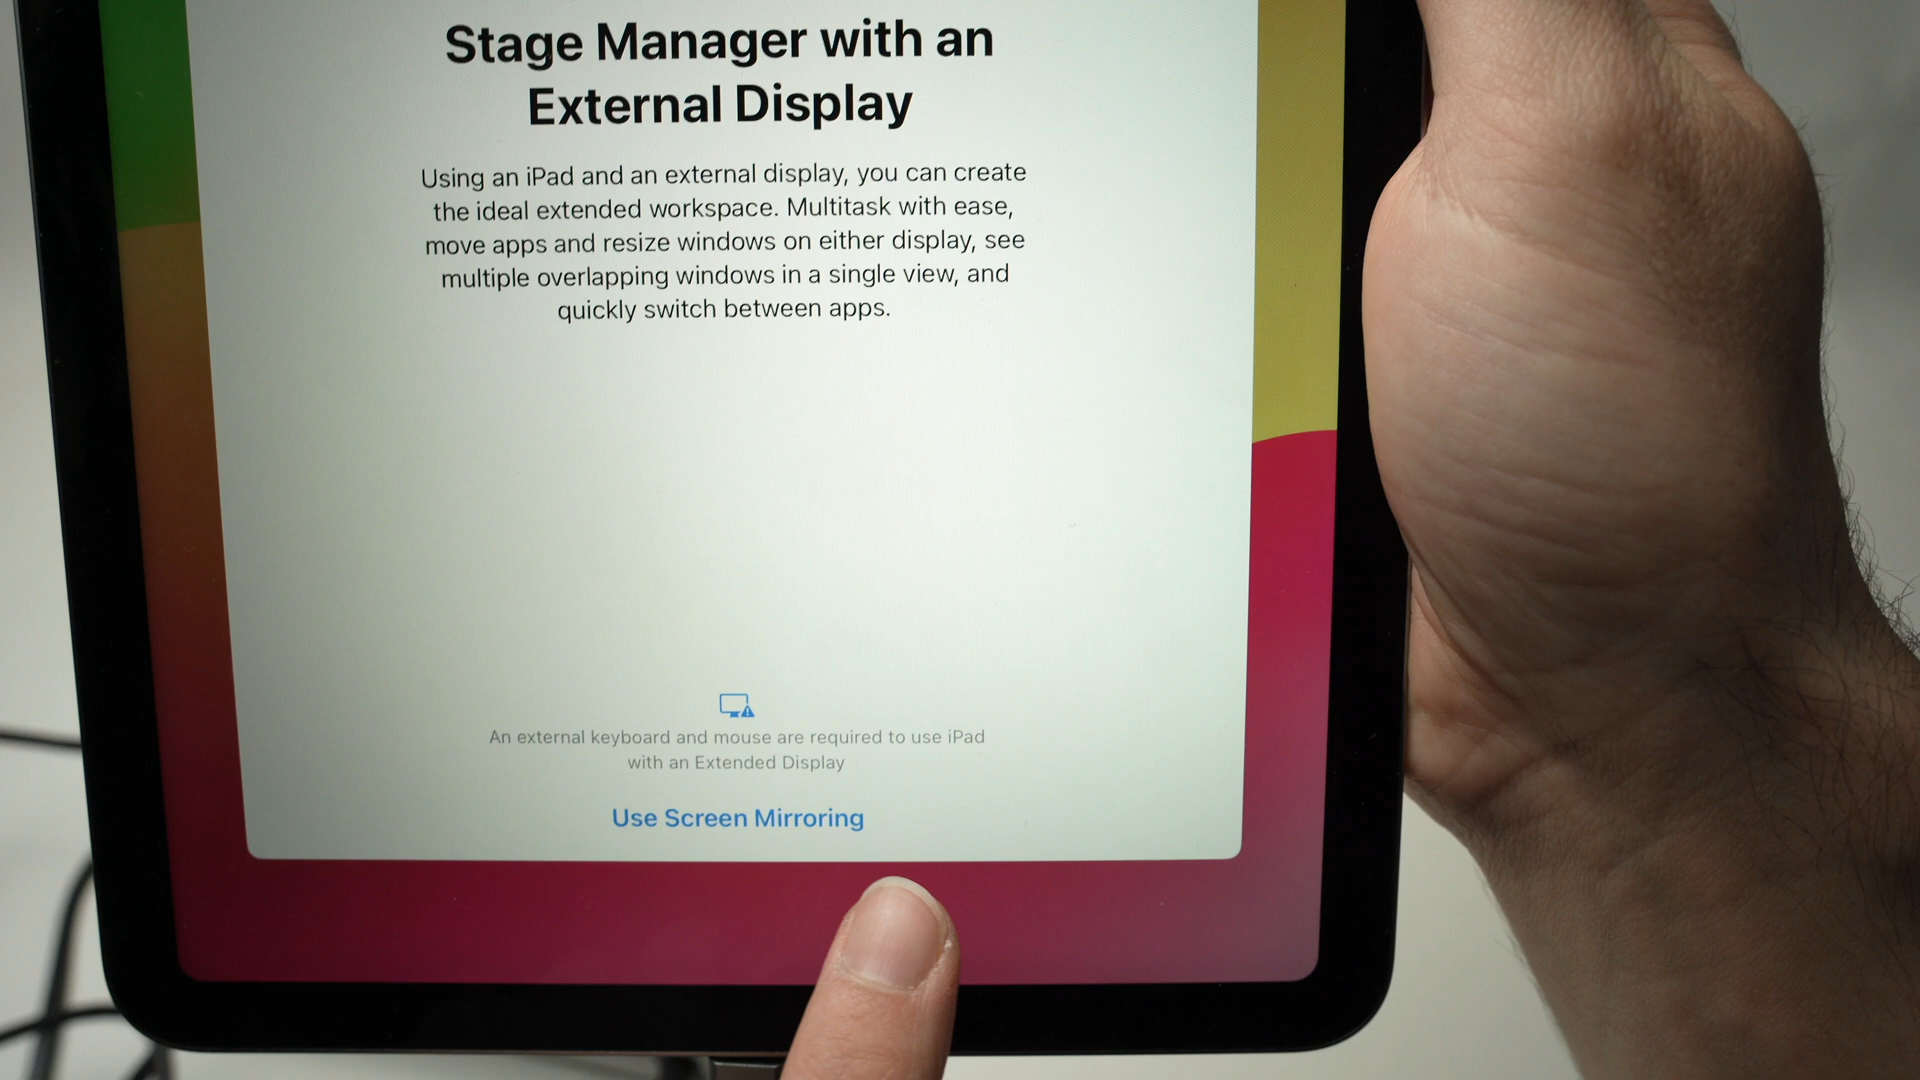 Stage Manager with an
External Display
Using an iPad and an external display, you can create
the ideal extended workspace. Multitask with ease,
move apps and resize windows on either display, see
multiple overlapping windows in a single view, and
quickly switch between apps.
An external keyboard and mouse are required to use iPad
with an Extended Display
Use Screen Mirroring